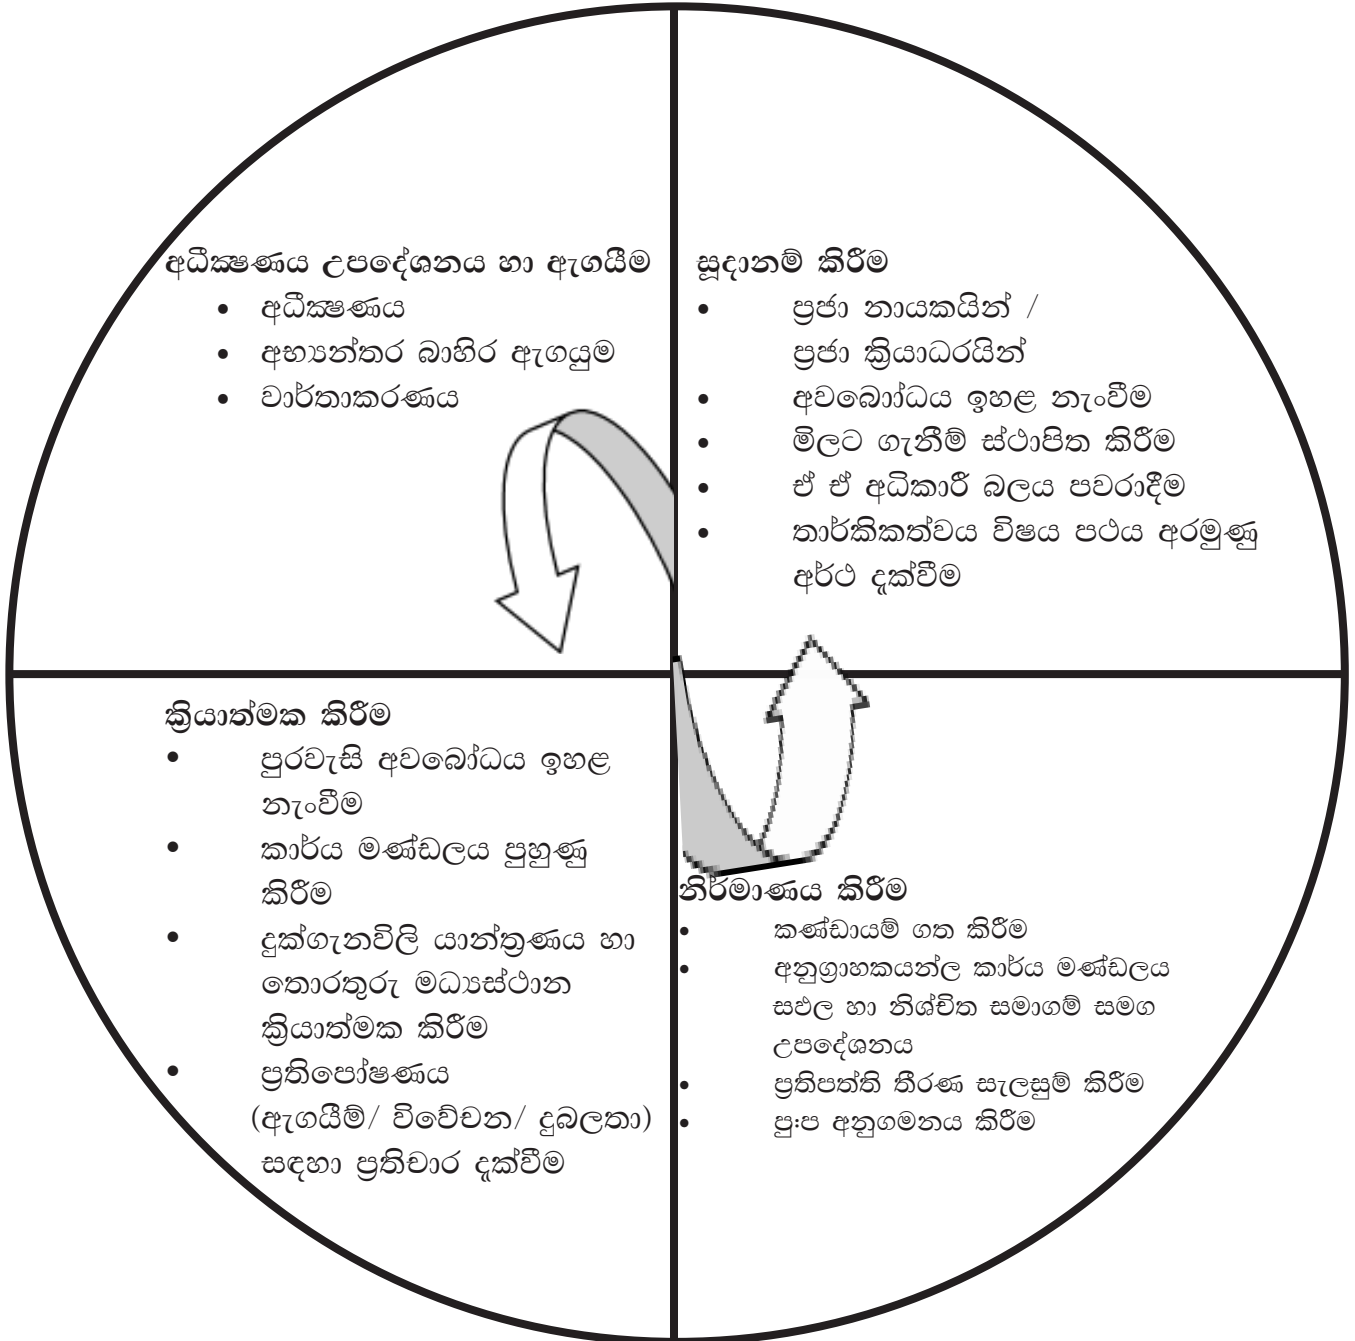 අධීක්‍ෂණය උපදේශනය හා ඇගයීම
• අධීක්‍ෂණය
• අභ්‍යන්තර බාහිර ඇගයුම
• වාර්තාකරණය
සූදානම් කිරීම
• ප්‍රජා නායකයින් /
ප්‍රජා ක්‍රියාධරයින්
• අවබොා්ධය ඉහළ නැංවීම
• මිලට ගැනීම් ස්ථාපිත කිරීම
• ඒ ඒ අධිකාරී බලය පවරාදීම
• තාර්කිකත්වය විෂය පථය අරමුණු
අර්ථ දැක්වීම
ක්‍රියාත්මක කිරීම
• පුරවැසි අවබෝධය ඉහළ
නැංවීම
• කාර්ය මණ්ඩලය පුහුණු
කිරීම
• දුක්ගැනවිලි යාන්ත්‍රණය හා
තොරතුරු මධ්‍යස්ථාන
ක්‍රියාත්මක කිරීම
• ප්‍රතිපෝෂණය
(ඇගයීම්/ විවේචන/ දුබලතා)
සඳහා ප්‍රතිචාර දැක්වීම
නිර්මාණය කිරීම
• කණ්ඩායම් ගත කිරීම
• අනුග්‍රාහකයන්ල කාර්ය මණ්ඩලය
සඵල හා නිශ්චිත සමාගම් සමග
උපදේශනය
• ප්‍රතිපත්ති තීරණ සැලසුම් කිරීම
• පුඃප අනුගමනය කිරීම